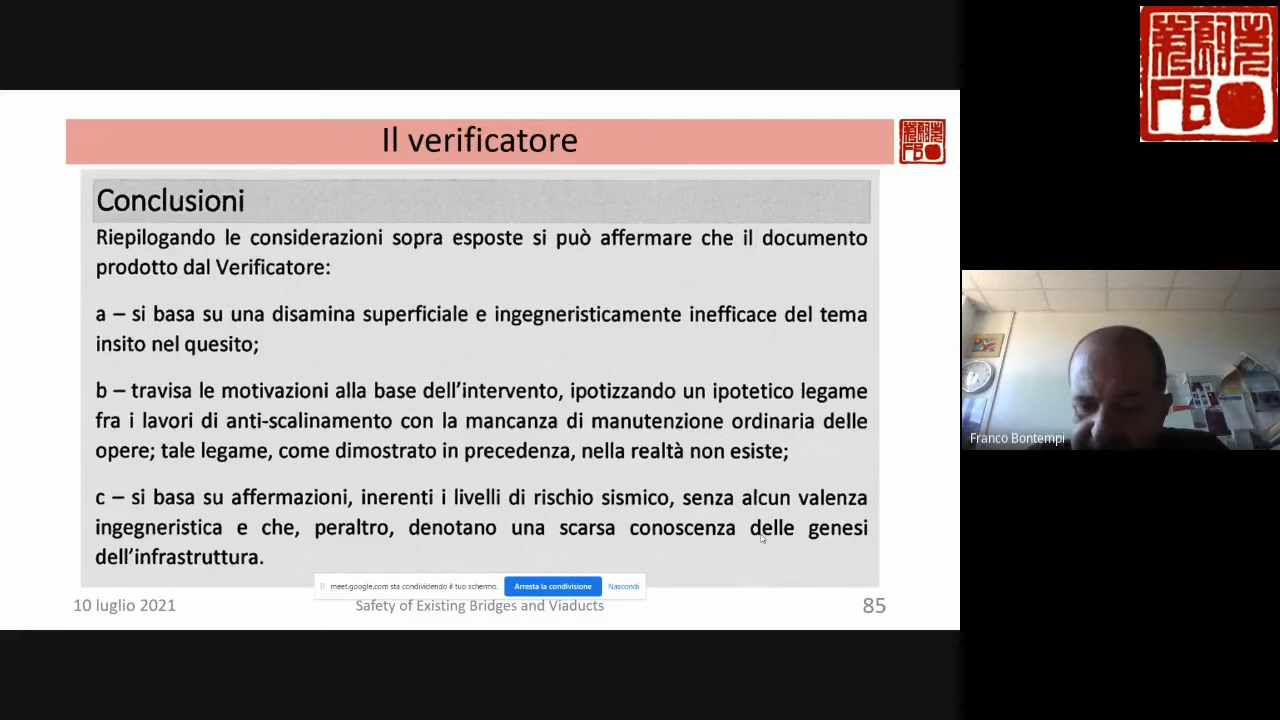 Il verificatore
Conclusioni
Riepilogando le considerazioni sopra esposte si può affermare che il documento
prodotto dal Verificatore:
a – si basa su una disamina superficiale e ingegneristicamente inefficace del tema
insito nel quesito;
b – travisa le motivazioni alla base dell'intervento, ipotizzando un ipotetico legame
fra i lavori di anti-scalinamento con la mancanza di manutenzione ordinaria delle
opere; tale legame, come dimostrato in precedenza, nella realtà non esiste;
c – si basa su affermazioni, inerenti i livelli di rischio sismico, senza alcun valenza
ingegneristica e che, peraltro, denotano una scarsa conoscenza delle genesi
dell'infrastruttura.
meet.google.com sta condividendo il tuo schermo.
Arresta la condivisione
Nascondi
10 luglio 2021
Safety of Existing Bridges and Viaducts
85
Franco Bontempi